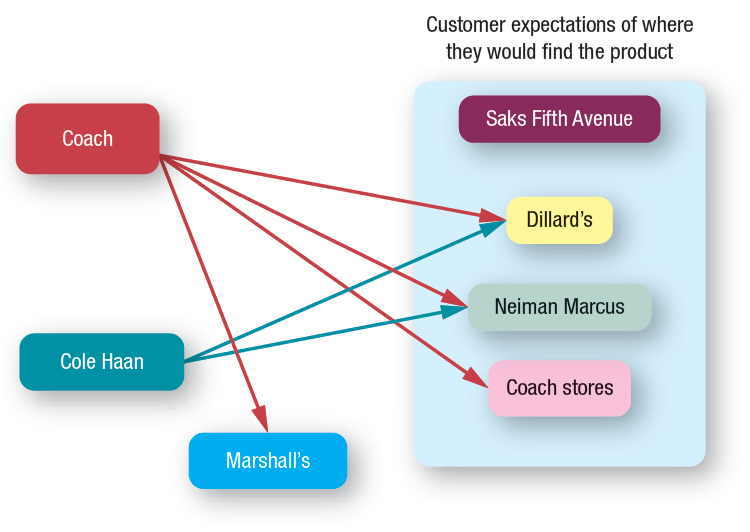 Customer expectations of where
they would find the product
Coach
Saks Fifth Avenue
Dillard’s
Neiman Marcus
Cole Haan
Coach stores
Marshall’s